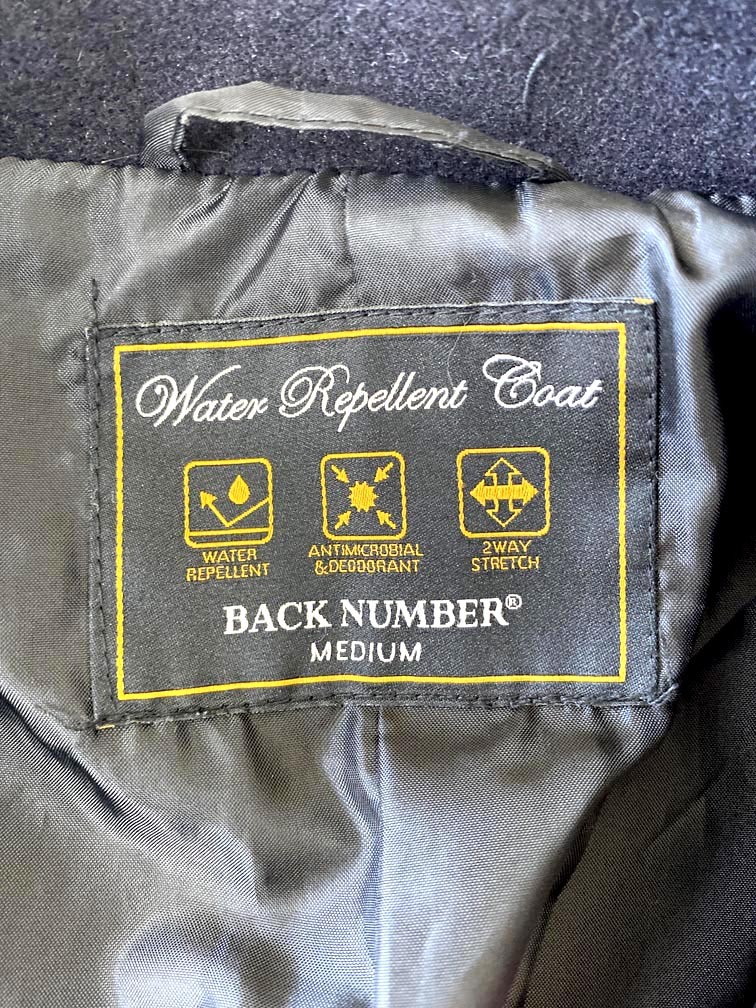 Water Repellent Coat
WATER
REPELLENT
ANTIMICROBIAL
&DEODORANT
2WAY
STRETCH
BACK NUMBER®
MEDIUM